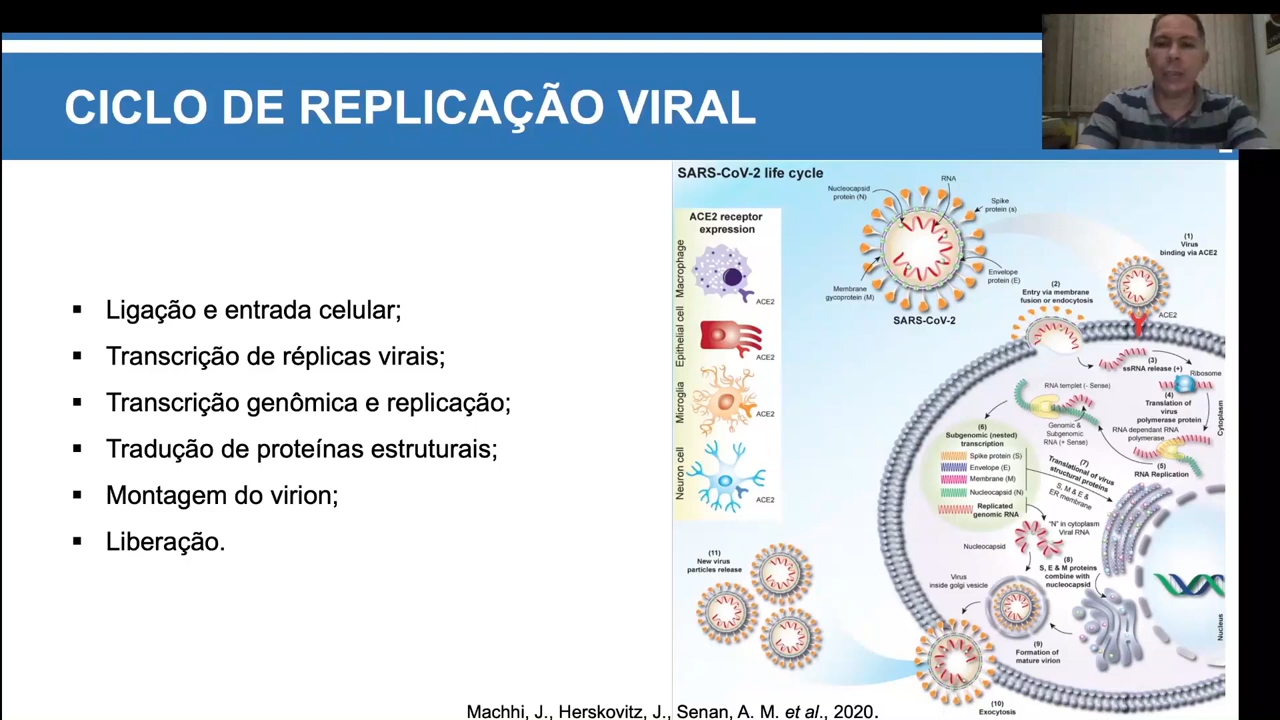 CICLO DE REPLICAÇÃO VIRAL
▪ Ligação e entrada celular;
▪ Transcrição de réplicas virais;
▪ Transcrição genômica e replicação;
▪ Tradução de proteínas estruturais;
▪ Montagem do virion;
▪ Liberação.
SARS-CoV-2 life cycle
ACE2 receptor
expression
Macrophage
ACE2
Epithelial cell
ACE2
Microglia
ACE2
Neuron cell
ACE2
Nucleocapsid
protein (N)
RNA
Spike
protein (s)
Envelope
protein (E)
Membrane
gycoprotein (M)
SARS-CoV-2
(1)
Virus
binding via ACE2
ACE2
(2)
Entry via membrane
fusion or endocytosis
(3)
ssRNA release (+)
Ribosome
(4)
Translation of
virus
polymerase protein
Cytoplasm
RNA templet (- Sense)
Genomic &
Subgenomic
RNA (+ Sense)
RNA dependant RNA
polymerase
(5)
RNA Replication
(6)
Subgenomic (nested)
transcription
Spike protein (S)
Envelope (E)
Membrane (M)
Nucleocapsid (N)
Replicated
genomic RNA
(7)
Translational of virus
structural proteins
S, M & E &
ER membrane
"N" in cytoplasm
Viral RNA
Nucleocapsid
(8)
S, E & M proteins
combine with
nucleocapsid
Virus
inside golgi vesicle
(9)
Formation of
mature virion
Nucleus
(10)
Exocytosis
(11)
New virus
particles release
Machhi, J., Herskovitz, J., Senan, A. M. et al., 2020.